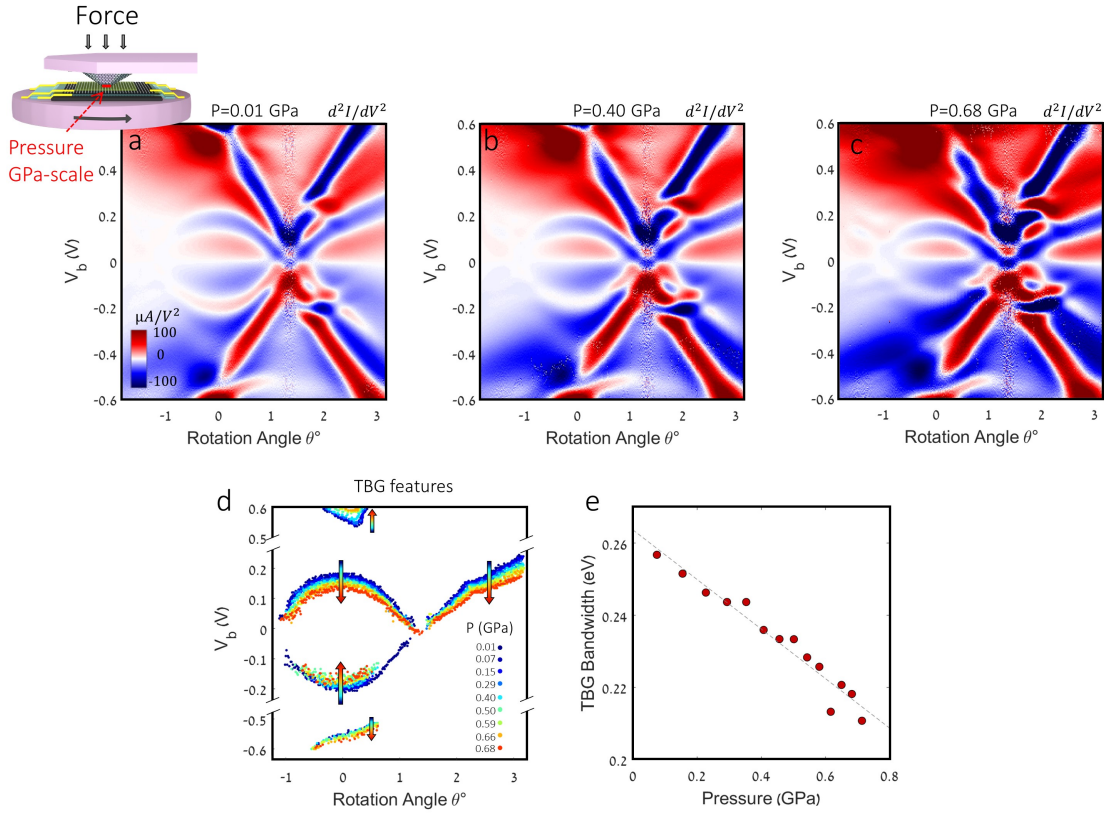 Force
Pressure
GPa-scale
a
P=0.01 GPa d²I/dV²
V_b (V)
0.6
0.4
0.2
0
-0.2
-0.4
-0.6
μA/V²
100
0
-100
-1 0 1 2 3
Rotation Angle θ°
b
P=0.40 GPa d²I/dV²
V_b (V)
0.6
0.4
0.2
0
-0.2
-0.4
-0.6
-1 0 1 2 3
Rotation Angle θ°
c
P=0.68 GPa d²I/dV²
V_b (V)
0.6
0.4
0.2
0
-0.2
-0.4
-0.6
-1 0 1 2 3
Rotation Angle θ°
d
TBG features
V_b (V)
0.6
0.5
0.2
0.1
0
-0.1
-0.2
-0.5
-0.6
P (GPa)
0.01
0.07
0.15
0.29
0.40
0.50
0.59
0.66
0.68
-1 0 1 2 3
Rotation Angle θ°
e
TBG Bandwidth (eV)
0.26
0.24
0.22
0.2
0 0.2 0.4 0.6 0.8
Pressure (GPa)